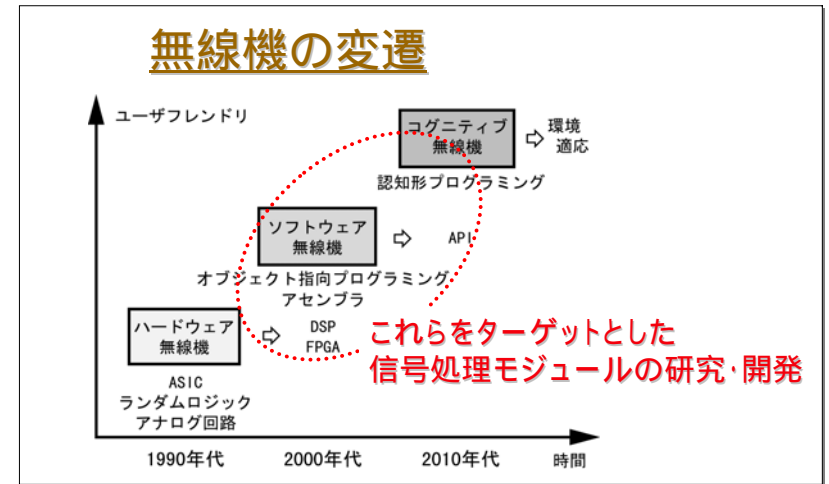 無線機の変遷
ユーザフレンドリ
コグニティブ
無線機
⇨
環境
適応
認知形プログラミング
ソフトウェア
無線機
⇨
API
オブジェクト指向プログラミング
アセンブラ
ハードウェア
無線機
⇨
DSP
FPGA
ASIC
ランダムロジック
アナログ回路
これらをターゲットとした
信号処理モジュールの研究・開発
1990年代
2000年代
2010年代
時間